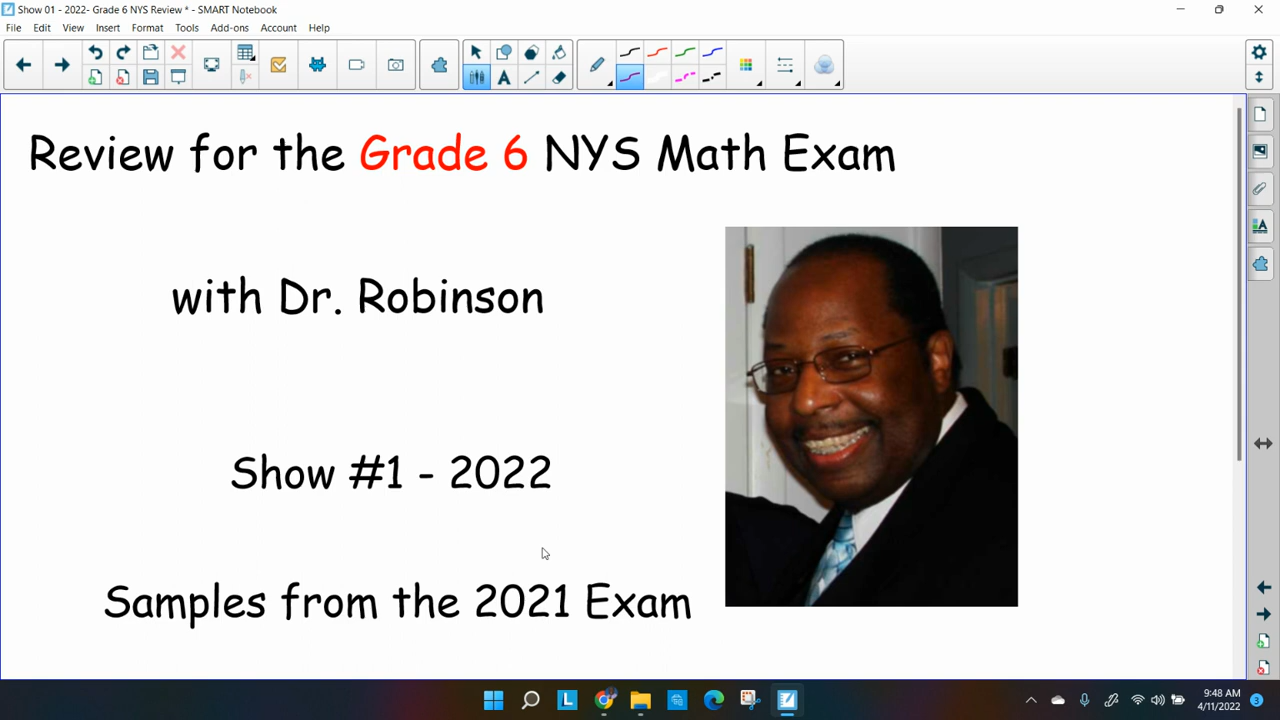 Show 01 - 2022- Grade 6 NYS Review * - SMART Notebook
File Edit View Insert Format Tools Add-ons Account Help
Review for the Grade 6 NYS Math Exam
with Dr. Robinson
Show #1 - 2022
Samples from the 2021 Exam
9:48 AM
4/11/2022
3